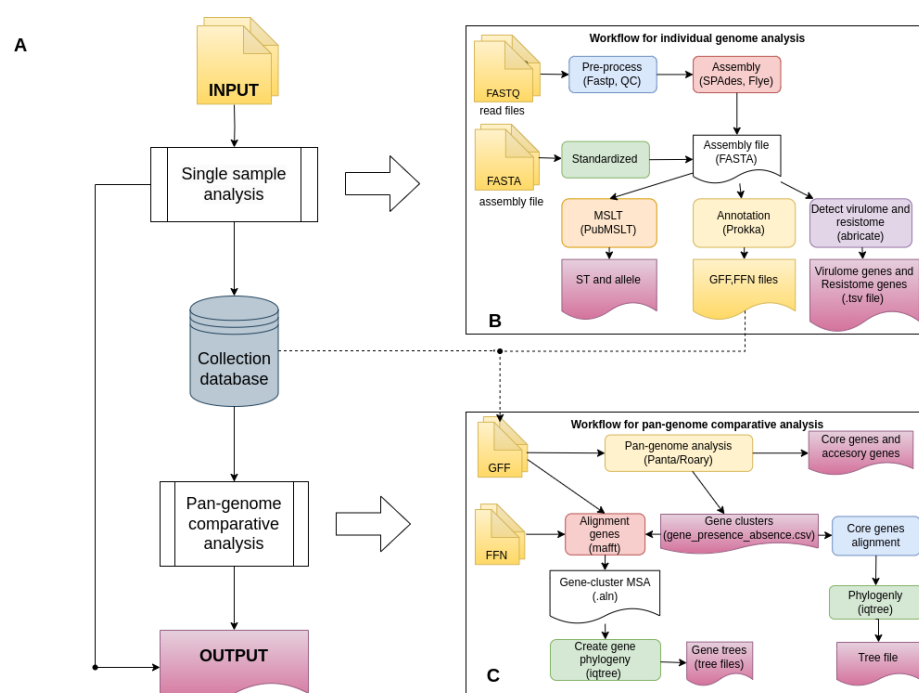 A
INPUT
Single sample
analysis
Collection
database
Pan-genome
comparative
analysis
OUTPUT
Workflow for individual genome analysis
FASTQ
read files
Pre-process
(Fastp, QC)
Assembly
(SPAdes, Flye)
FASTA
assembly file
Standardized
Assembly file
(FASTA)
MSLT
(PubMSLT)
Annotation
(Prokka)
Detect virulome and
resistome
(abricate)
ST and allele
GFF,FFN files
Virulome genes and
Resistome genes
(.tsv file)
B
Workflow for pan-genome comparative analysis
GFF
Pan-genome analysis
(Panta/Roary)
Core genes and
accesory genes
FFN
Alignment
genes
(mafft)
Gene clusters
(gene_presence_absence.csv)
Core genes
alignment
Gene-cluster MSA
(.aln)
Phylogenly
(iqtree)
Create gene
phylogeny
(iqtree)
Gene trees
(tree files)
Tree file
C